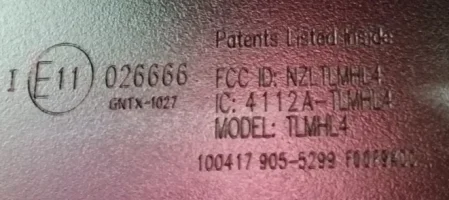 Patents Listed Inside:
I E11 026666 FCC ID: NZLTLMHL4
GNTX-1027 IC: 4112A-TLMHL4
MODEL: TLMHL4
100417 905-5299